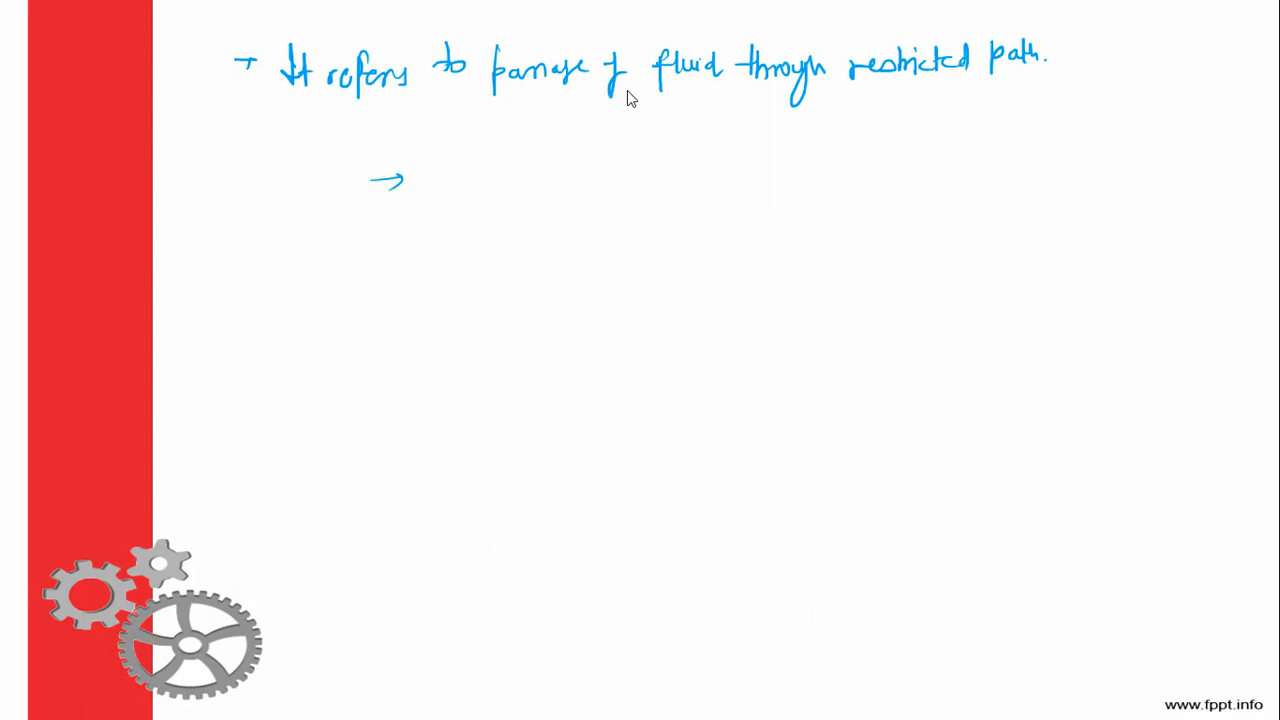 → It refers to passage of fluid through restricted path.
→
www.fppt.info